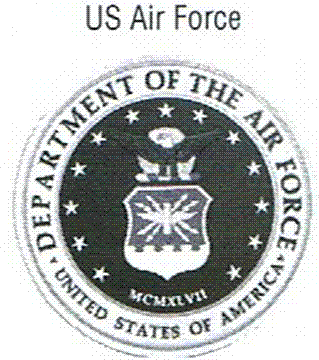 US Air Force
DEPARTMENT OF THE AIR FORCE
MCMXLVII
UNITED STATES OF AMERICA